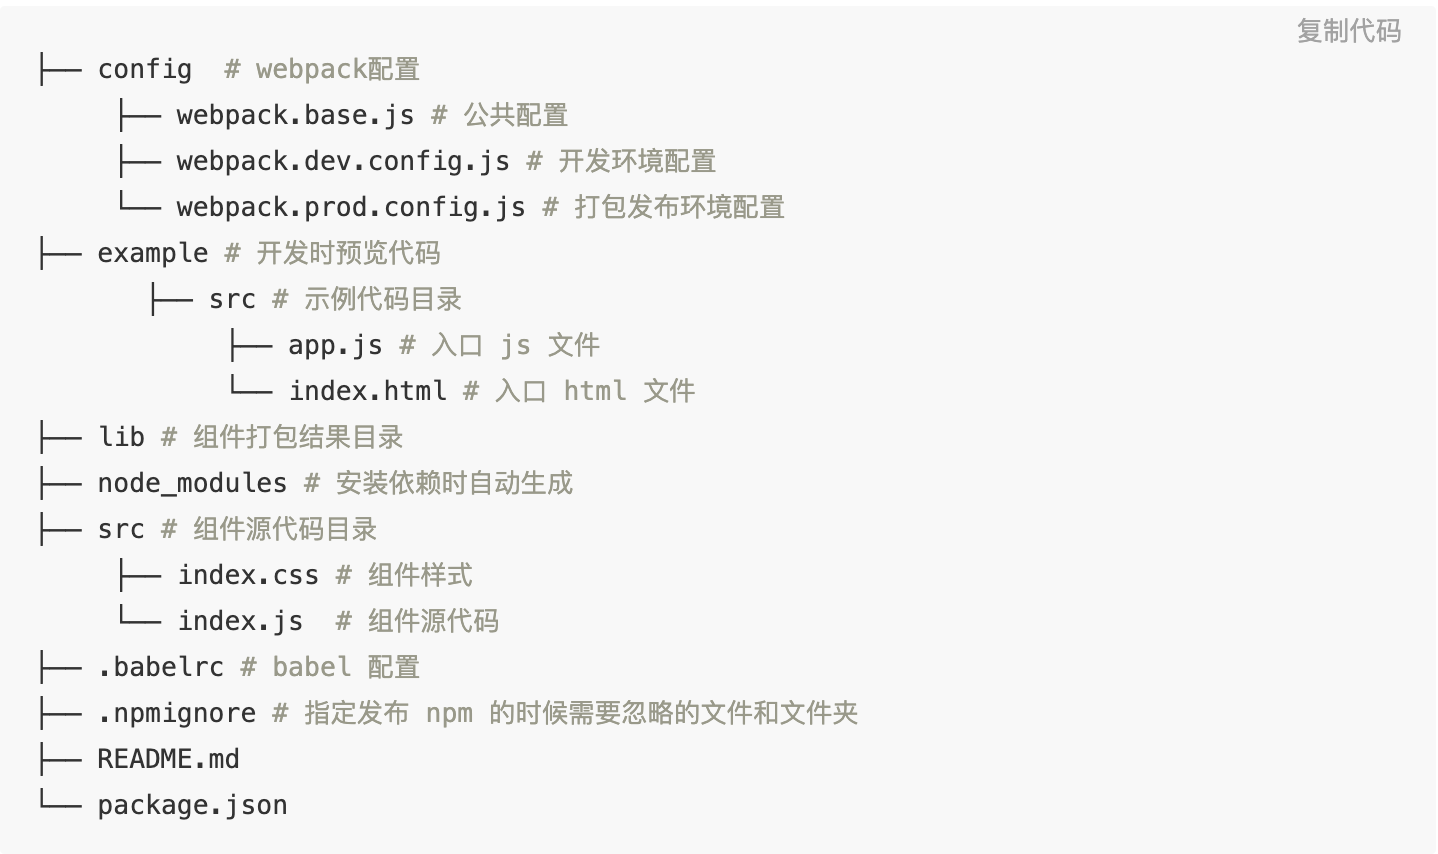 复制代码
├── config  # webpack配置
     ├── webpack.base.js # 公共配置
     ├── webpack.dev.config.js # 开发环境配置
     └── webpack.prod.config.js # 打包发布环境配置
├── example # 开发时预览代码
       ├── src # 示例代码目录
            ├── app.js # 入口 js 文件
            └── index.html # 入口 html 文件
├── lib # 组件打包结果目录
├── node_modules # 安装依赖时自动生成
├── src # 组件源代码目录
     ├── index.css # 组件样式
     └── index.js  # 组件源代码
├── .babelrc # babel 配置
├── .npmignore # 指定发布 npm 的时候需要忽略的文件和文件夹
├── README.md
└── package.json